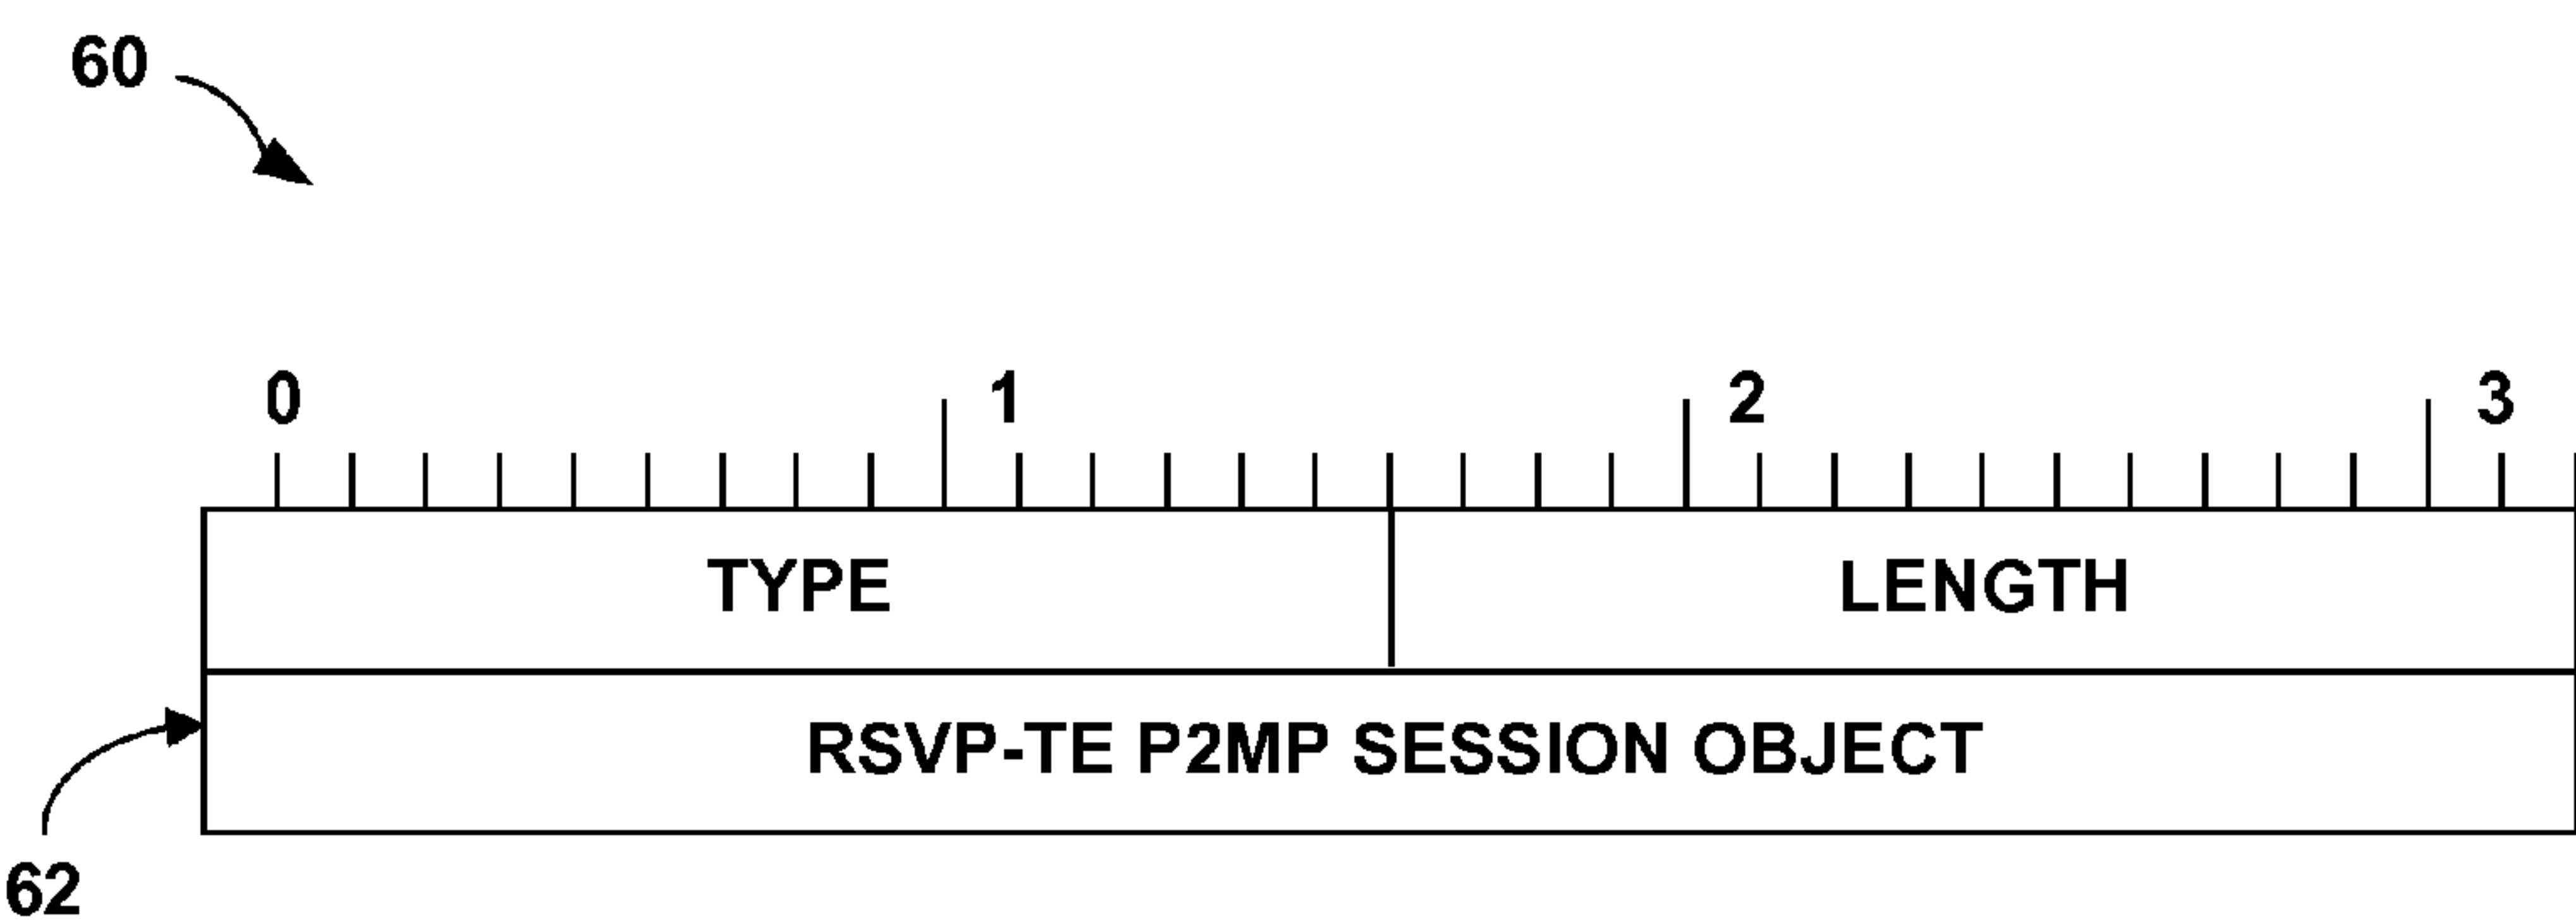 60
0 1 2 3
TYPE LENGTH
RSVP-TE P2MP SESSION OBJECT
62